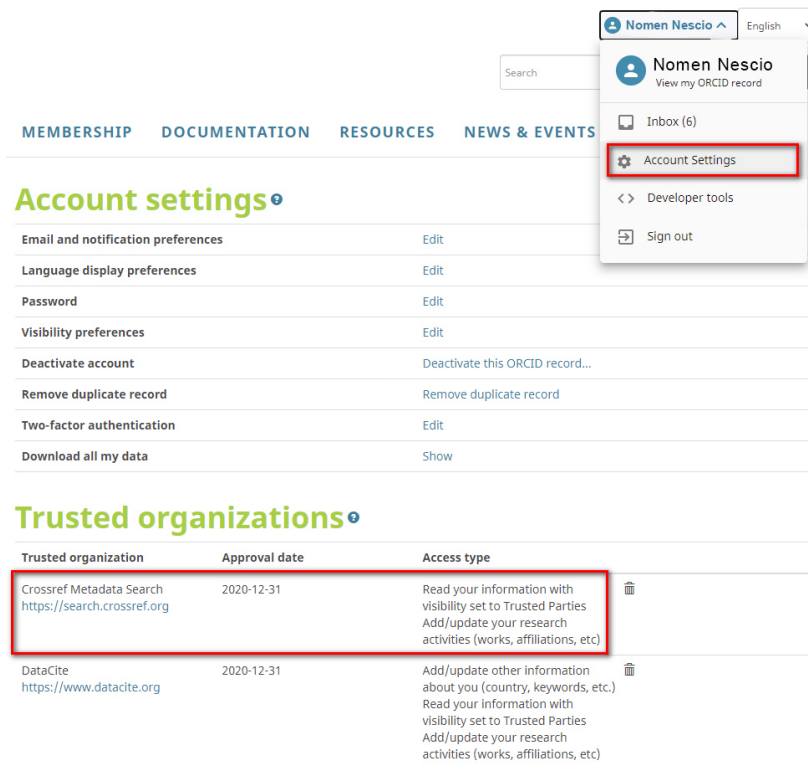 Nomen Nescio
English
Search
Nomen Nescio
View my ORCID record
Inbox (6)
Account Settings
Developer tools
Sign out
MEMBERSHIP DOCUMENTATION RESOURCES NEWS & EVENTS
Account settings
Email and notification preferences Edit
Language display preferences Edit
Password Edit
Visibility preferences Edit
Deactivate account Deactivate this ORCID record...
Remove duplicate record Remove duplicate record
Two-factor authentication Edit
Download all my data Show
Trusted organizations
Trusted organization Approval date Access type
Crossref Metadata Search 2020-12-31 Read your information with
https://search.crossref.org visibility set to Trusted Parties
Add/update your research
activities (works, affiliations, etc)
DataCite 2020-12-31 Add/update other information
https://www.datacite.org about you (country, keywords, etc.)
Read your information with
visibility set to Trusted Parties
Add/update your research
activities (works, affiliations, etc)